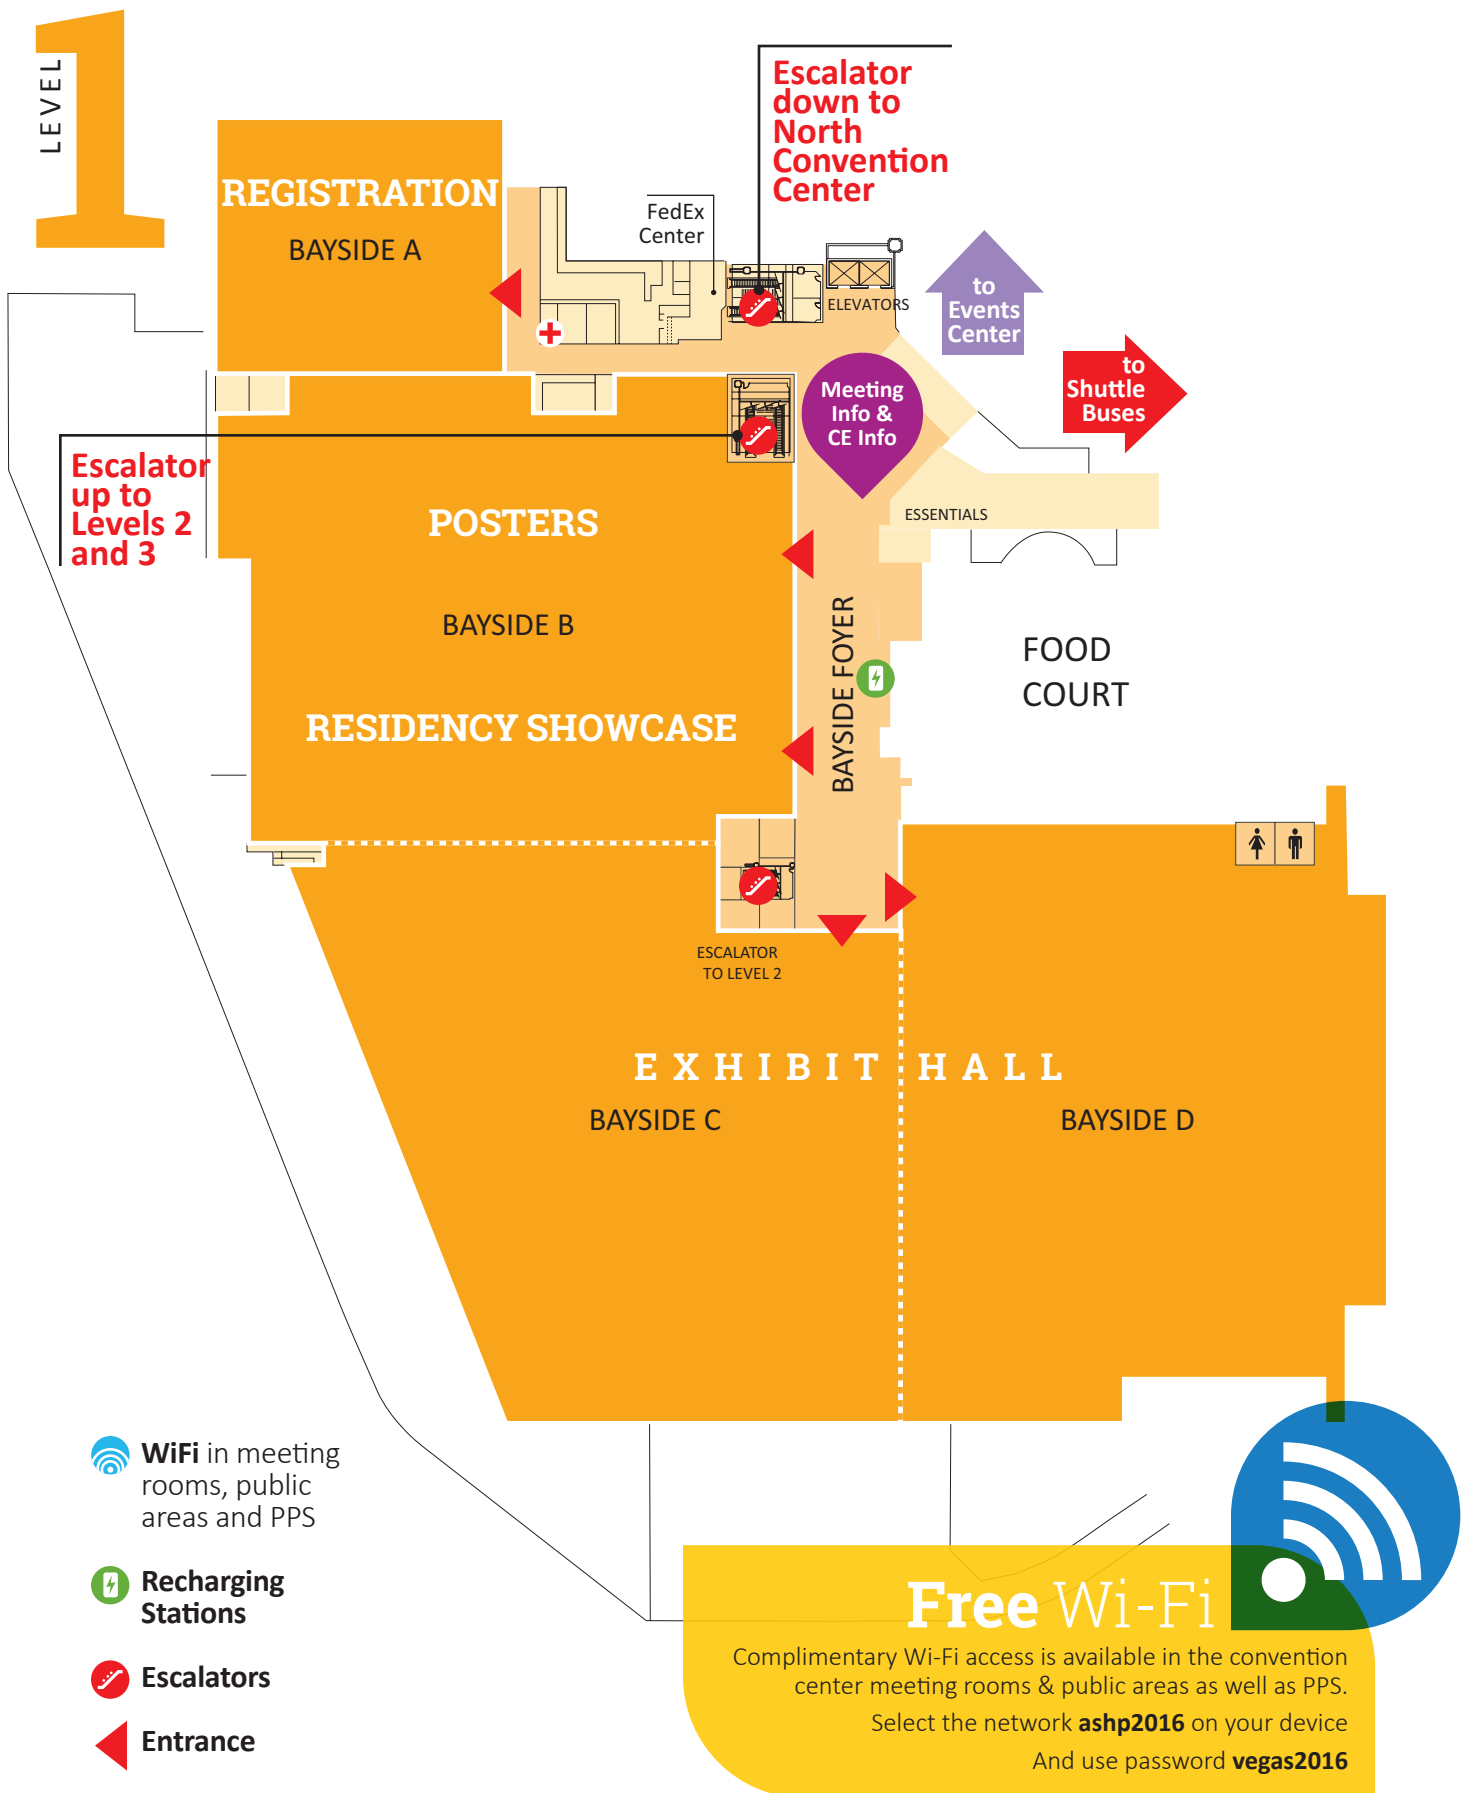 LEVEL
1
Escalator
down to
North
Convention
Center
REGISTRATION
BAYSIDE A
FedEx
Center
ELEVATORS
to
Events
Center
to
Shuttle
Buses
Meeting
Info &
CE Info
Escalator
up to
Levels 2
and 3
POSTERS
ESSENTIALS
BAYSIDE B
BAYSIDE FOYER
FOOD
COURT
RESIDENCY SHOWCASE
ESCALATOR
TO LEVEL 2
EXHIBIT HALL
BAYSIDE C
BAYSIDE D
WiFi in meeting
rooms, public
areas and PPS
Recharging
Stations
Escalators
Entrance
Free Wi-Fi
Complimentary Wi-Fi access is available in the convention
center meeting rooms & public areas as well as PPS.
Select the network ashp2016 on your device
And use password vegas2016